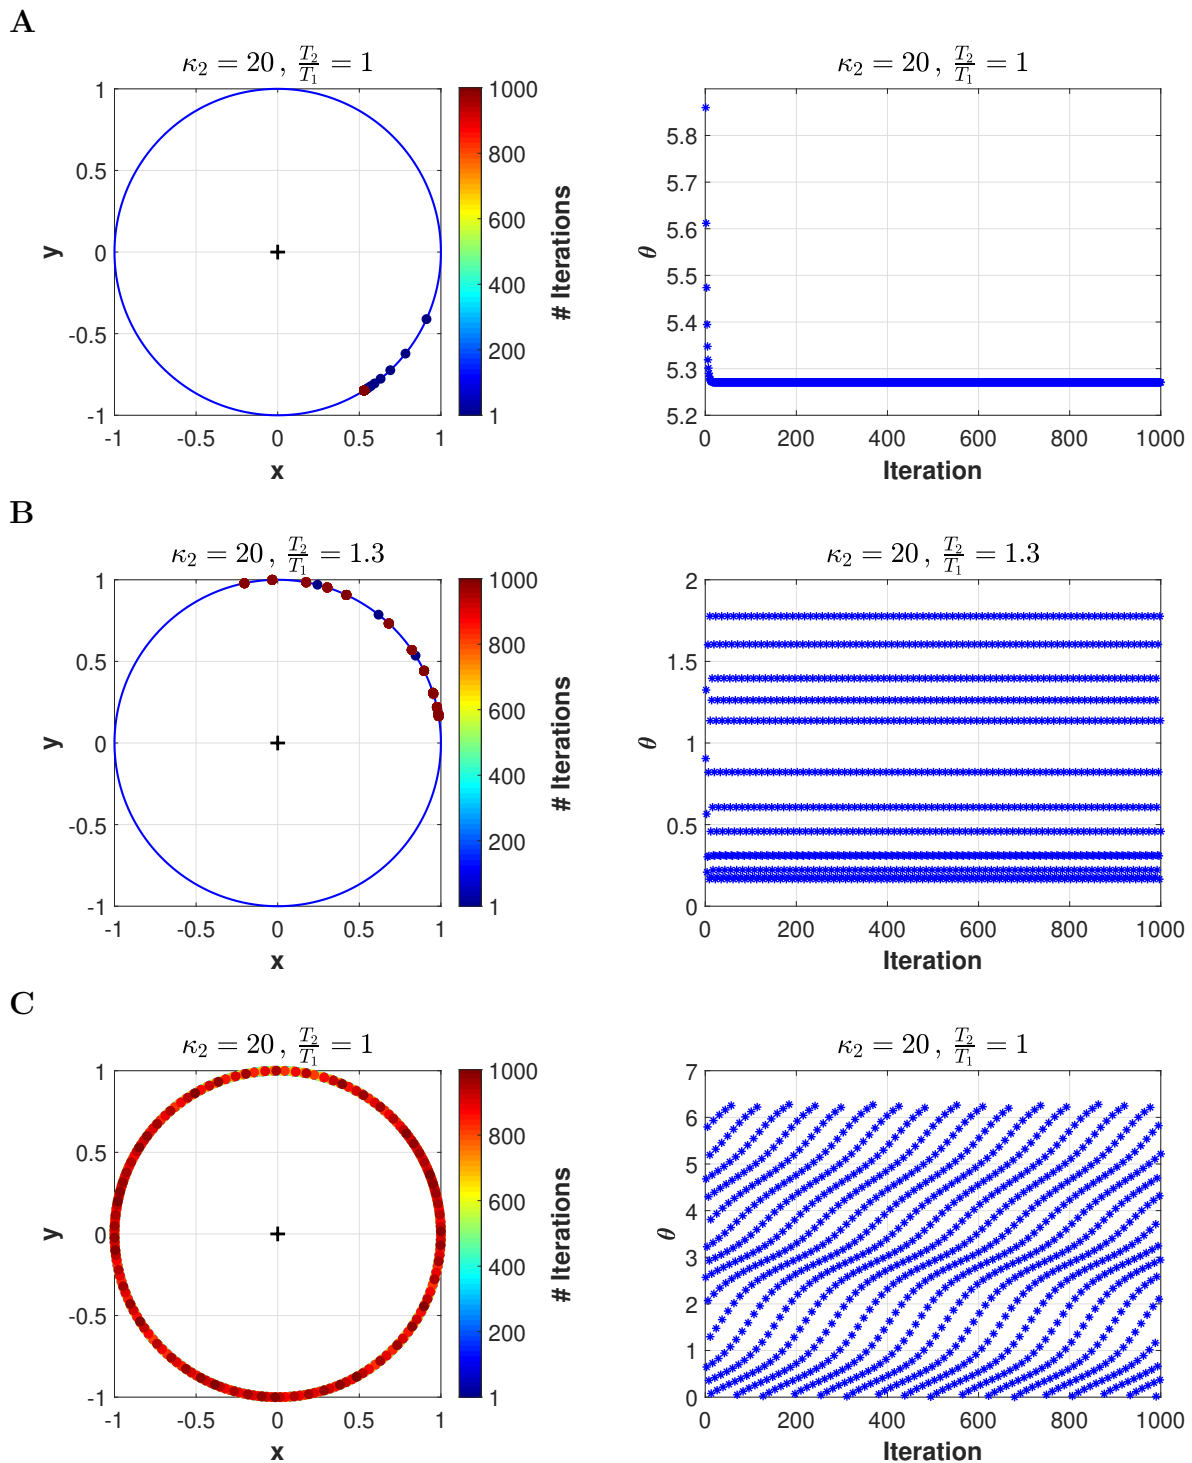 A
κ₂ = 20 , T₂/T₁ = 1
1
0.5
0
-0.5
-1
-1 -0.5 0 0.5 1
x
y
1000
800
600
400
200
1
# Iterations
κ₂ = 20 , T₂/T₁ = 1
5.8
5.7
5.6
5.5
5.4
5.3
5.2
0 200 400 600 800 1000
Iteration
θ
B
κ₂ = 20 , T₂/T₁ = 1.3
1
0.5
0
-0.5
-1
-1 -0.5 0 0.5 1
x
y
1000
800
600
400
200
1
# Iterations
κ₂ = 20 , T₂/T₁ = 1.3
2
1.5
1
0.5
0
0 200 400 600 800 1000
Iteration
θ
C
κ₂ = 20 , T₂/T₁ = 1
1
0.5
0
-0.5
-1
-1 -0.5 0 0.5 1
x
y
1000
800
600
400
200
1
# Iterations
κ₂ = 20 , T₂/T₁ = 1
7
6
5
4
3
2
1
0
0 200 400 600 800 1000
Iteration
θ